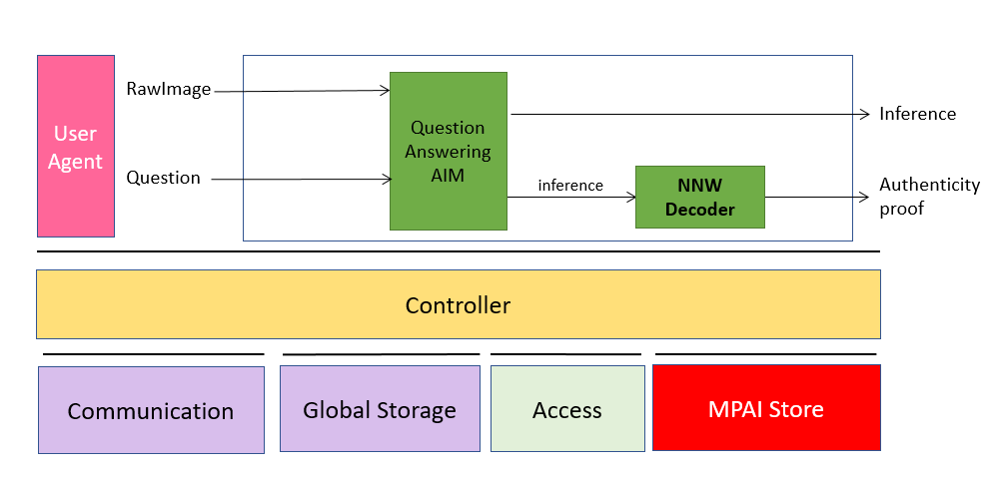 User
Agent
RawImage
Question
Question
Answering
AIM
inference
NNW
Decoder
Inference
Authenticity
proof
Controller
Communication
Global Storage
Access
MPAI Store